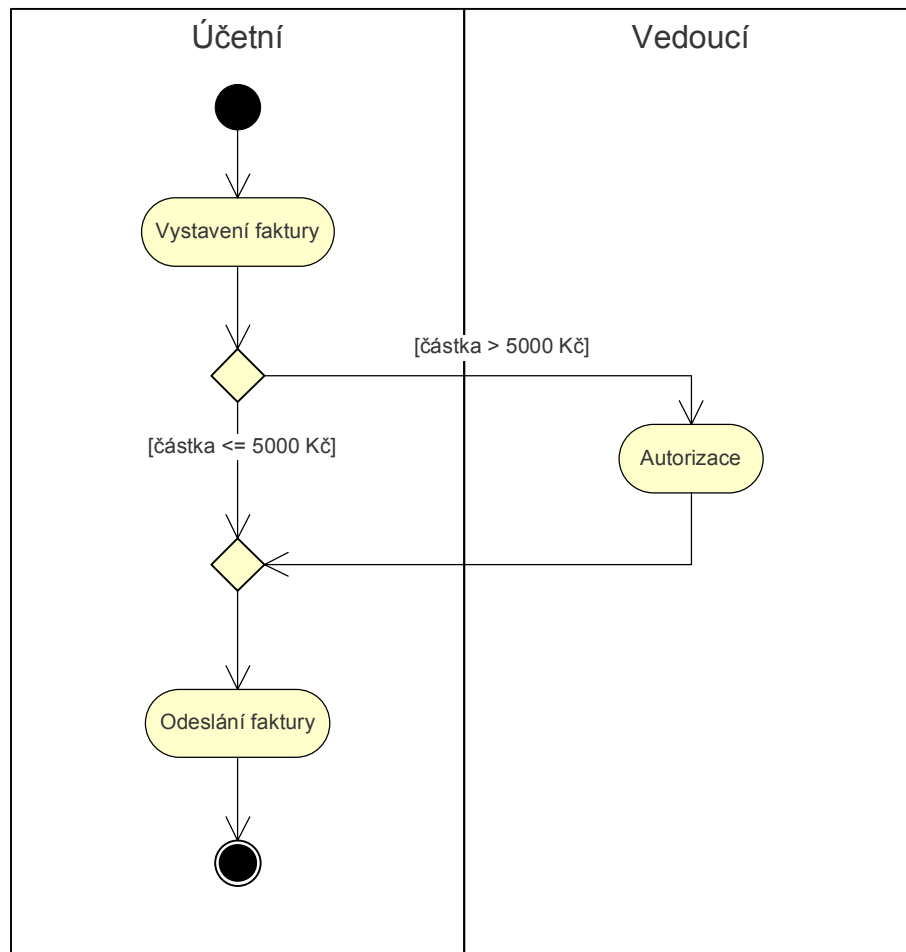 Účetní
Vedoucí
Vystavení faktury
[částka > 5000 Kč]
[částka <= 5000 Kč]
Autorizace
Odeslání faktury